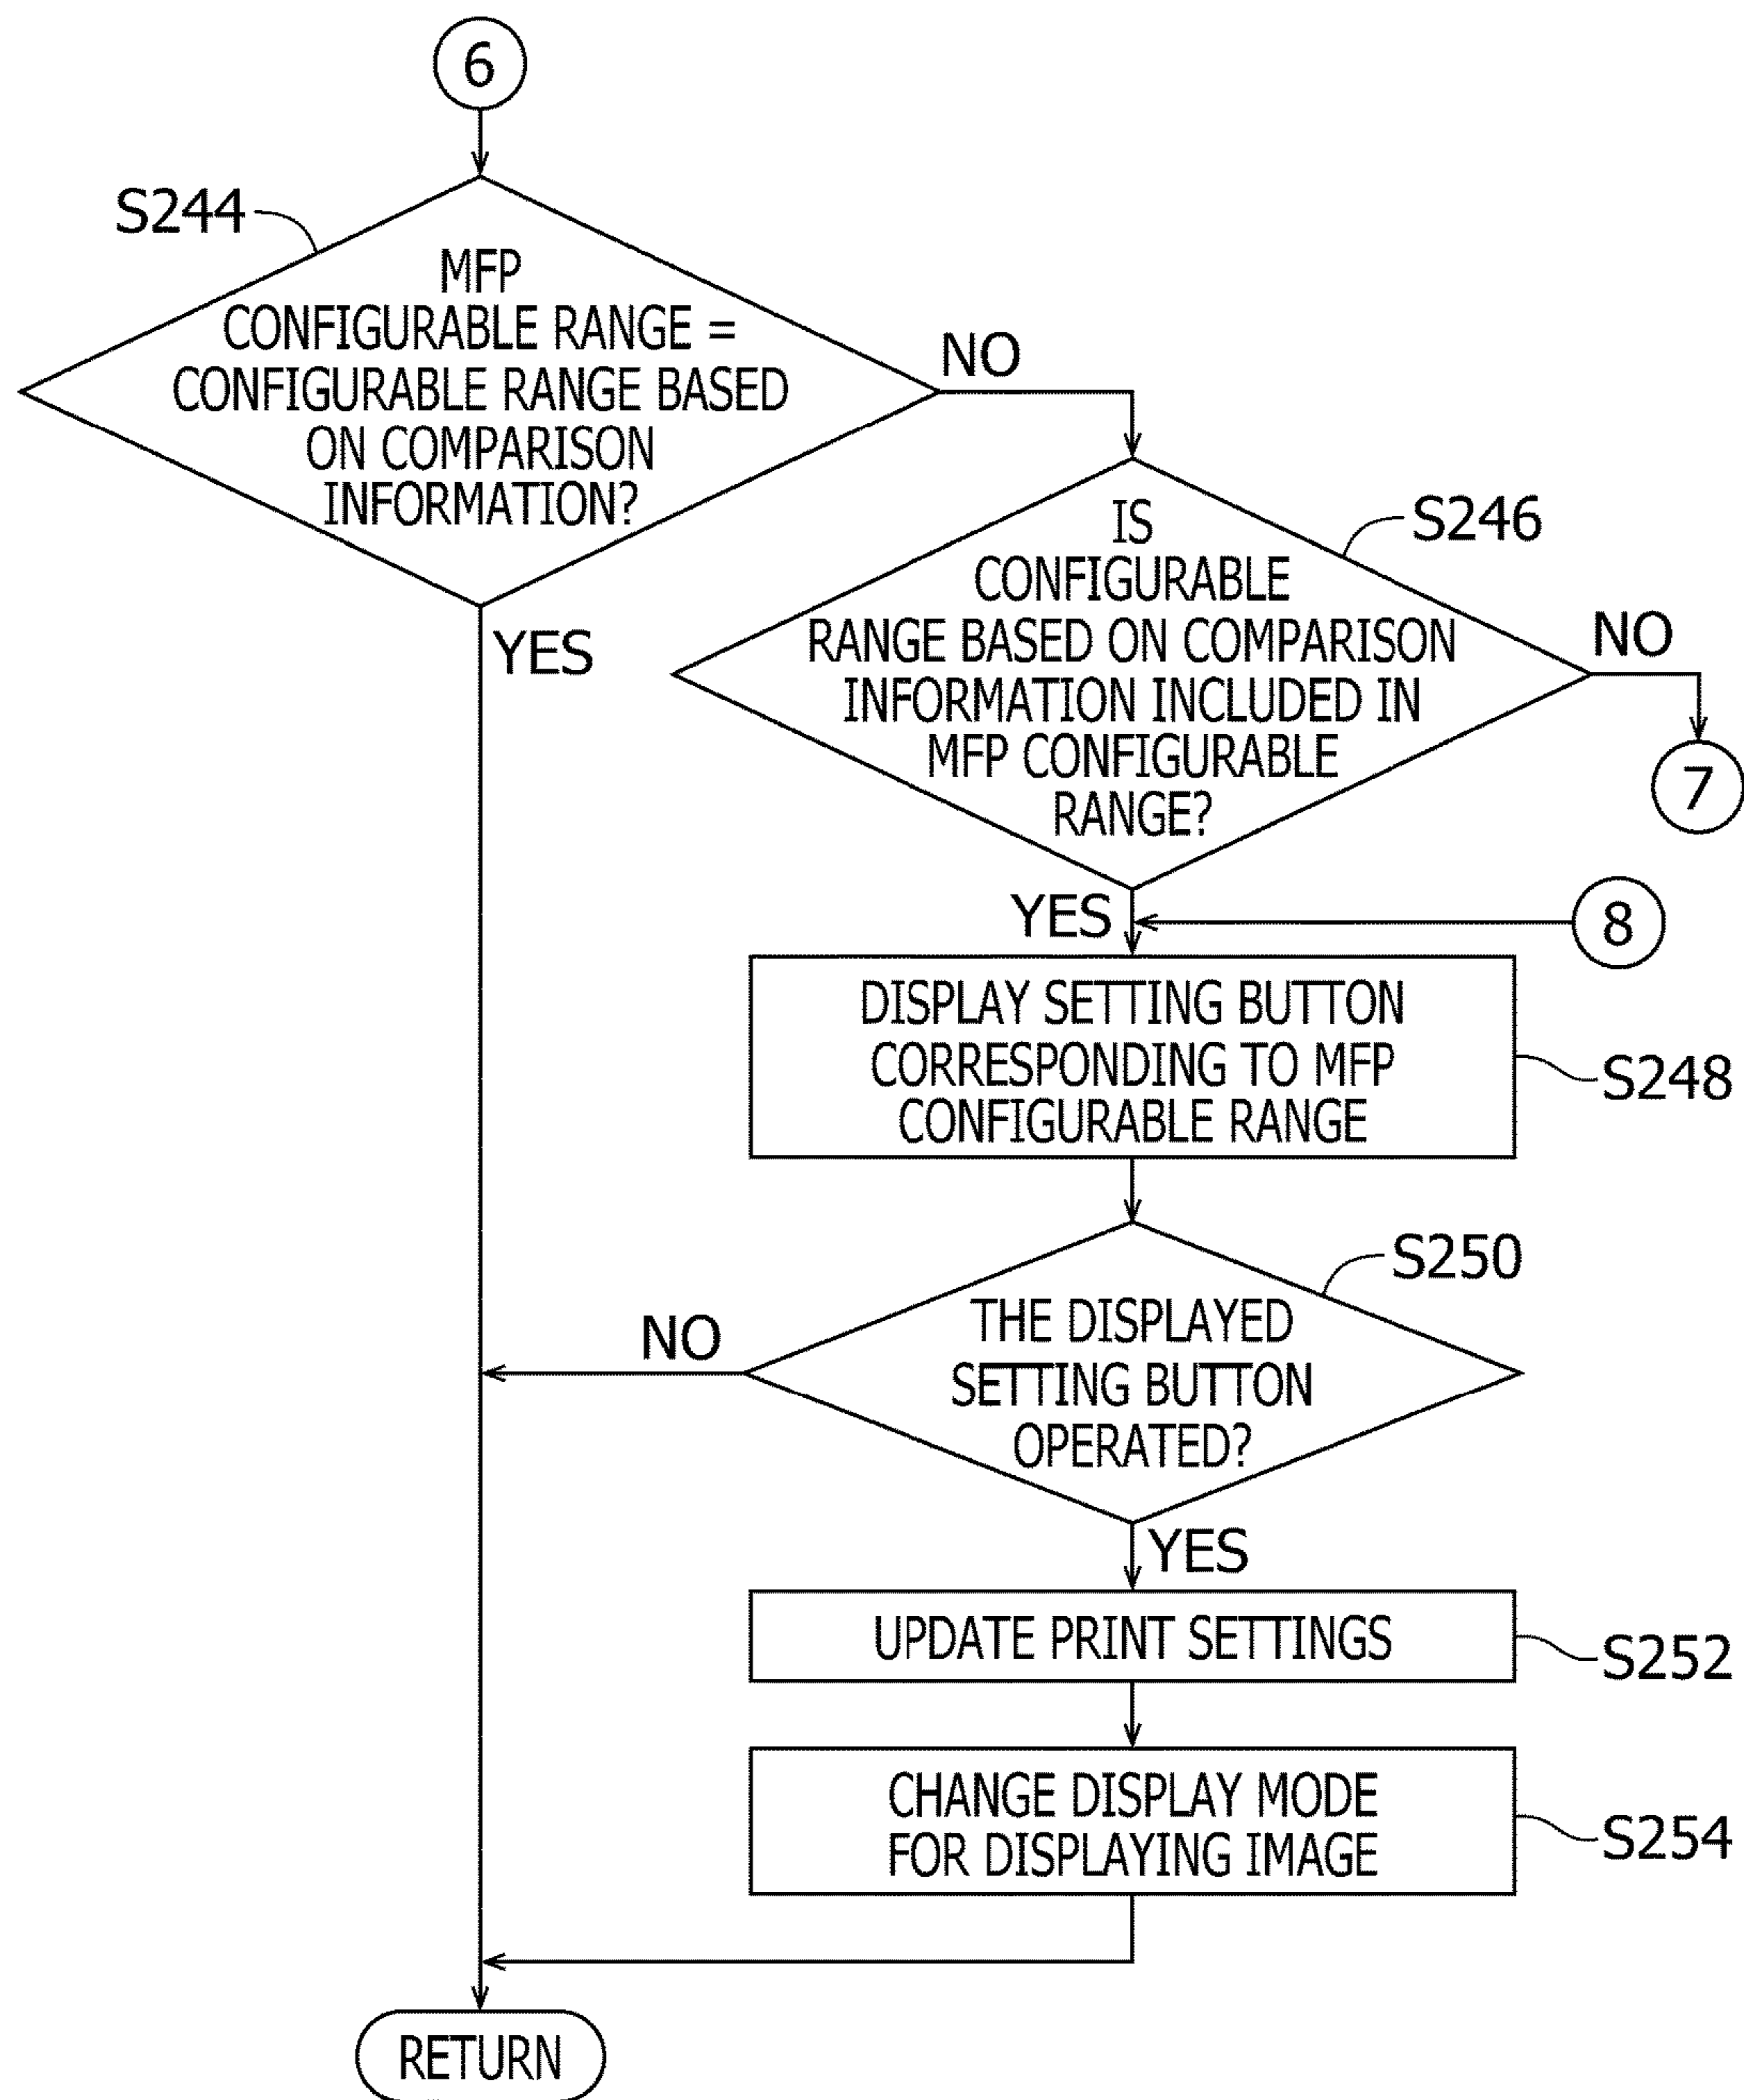 6
S244
MFP
CONFIGURABLE RANGE =
CONFIGURABLE RANGE BASED
ON COMPARISON
INFORMATION?
NO
YES
S246
IS
CONFIGURABLE
RANGE BASED ON COMPARISON
INFORMATION INCLUDED IN
MFP CONFIGURABLE
RANGE?
NO
7
YES
8
DISPLAY SETTING BUTTON
CORRESPONDING TO MFP
CONFIGURABLE RANGE
S248
S250
THE DISPLAYED
SETTING BUTTON
OPERATED?
NO
YES
UPDATE PRINT SETTINGS
S252
CHANGE DISPLAY MODE
FOR DISPLAYING IMAGE
S254
RETURN